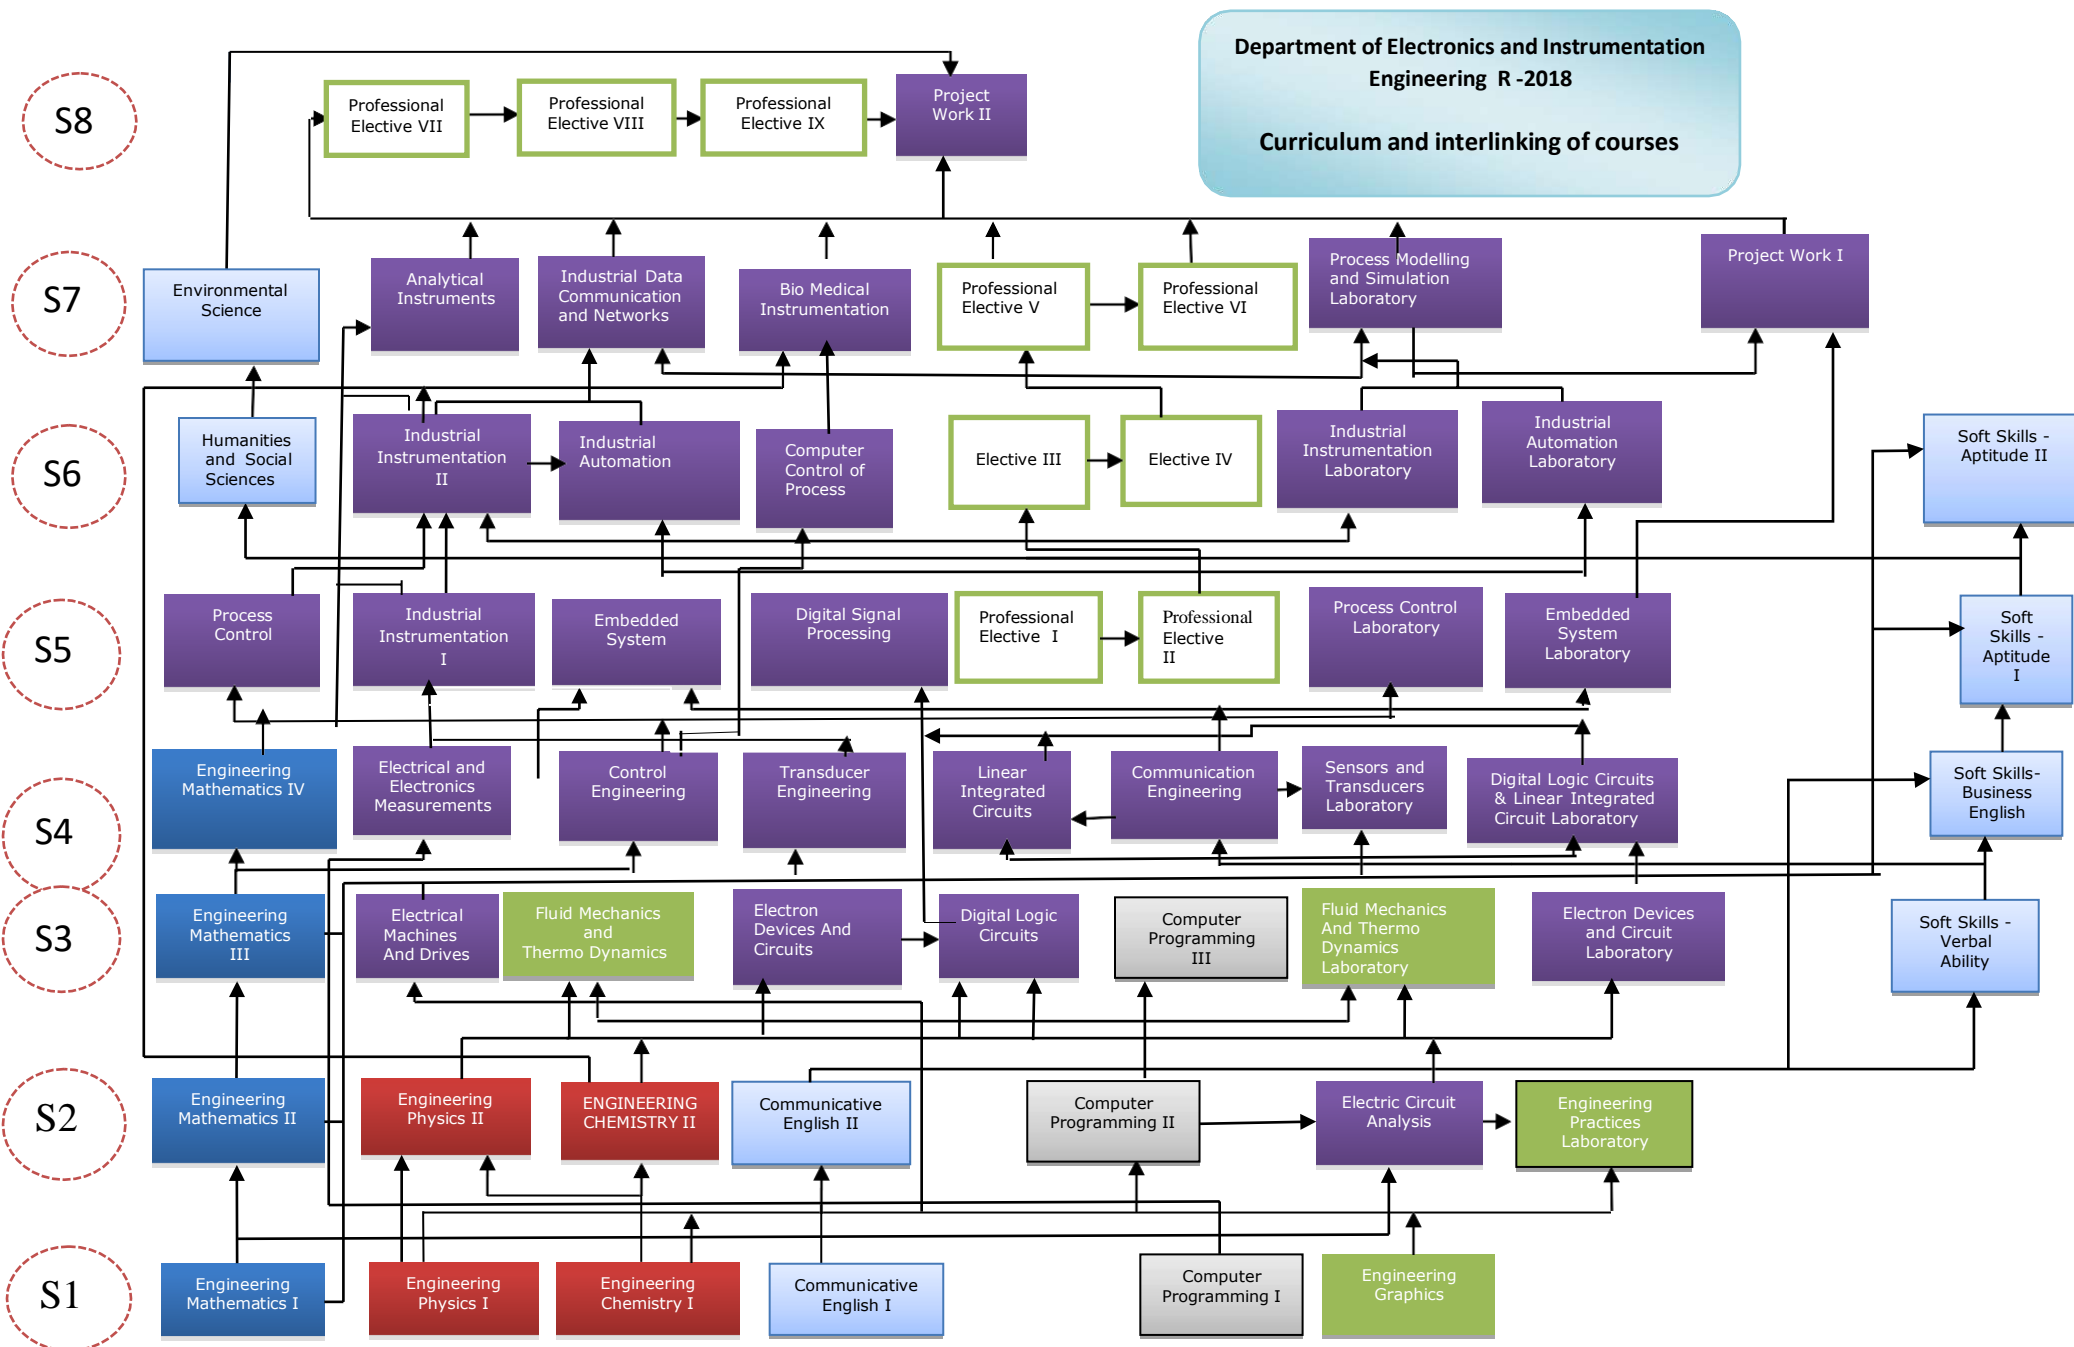 Department of Electronics and Instrumentation
Engineering R -2018
Curriculum and interlinking of courses
S8
Professional
Elective VII
Professional
Elective VIII
Professional
Elective IX
Project
Work II
S7
Environmental
Science
Analytical
Instruments
Industrial Data
Communication
and Networks
Bio Medical
Instrumentation
Professional
Elective V
Professional
Elective VI
Process Modelling
and Simulation
Laboratory
Project Work I
S6
Humanities
and Social
Sciences
Industrial
Instrumentation
II
Industrial
Automation
Computer
Control of
Process
Elective III
Elective IV
Industrial
Instrumentation
Laboratory
Industrial
Automation
Laboratory
Soft Skills -
Aptitude II
S5
Process
Control
Industrial
Instrumentation
I
Embedded
System
Digital Signal
Processing
Professional
Elective I
Professional
Elective
II
Process Control
Laboratory
Embedded
System
Laboratory
Soft
Skills -
Aptitude
I
S4
Engineering
Mathematics IV
Electrical and
Electronics
Measurements
Control
Engineering
Transducer
Engineering
Linear
Integrated
Circuits
Communication
Engineering
Sensors and
Transducers
Laboratory
Digital Logic Circuits
& Linear Integrated
Circuit Laboratory
Soft Skills-
Business
English
S3
Engineering
Mathematics
III
Electrical
Machines
And Drives
Fluid Mechanics
and
Thermo Dynamics
Electron
Devices And
Circuits
Digital Logic
Circuits
Computer
Programming
III
Fluid Mechanics
And Thermo
Dynamics
Laboratory
Electron Devices
and Circuit
Laboratory
Soft Skills -
Verbal
Ability
S2
Engineering
Mathematics II
Engineering
Physics II
ENGINEERING
CHEMISTRY II
Communicative
English II
Computer
Programming II
Electric Circuit
Analysis
Engineering
Practices
Laboratory
S1
Engineering
Mathematics I
Engineering
Physics I
Engineering
Chemistry I
Communicative
English I
Computer
Programming I
Engineering
Graphics